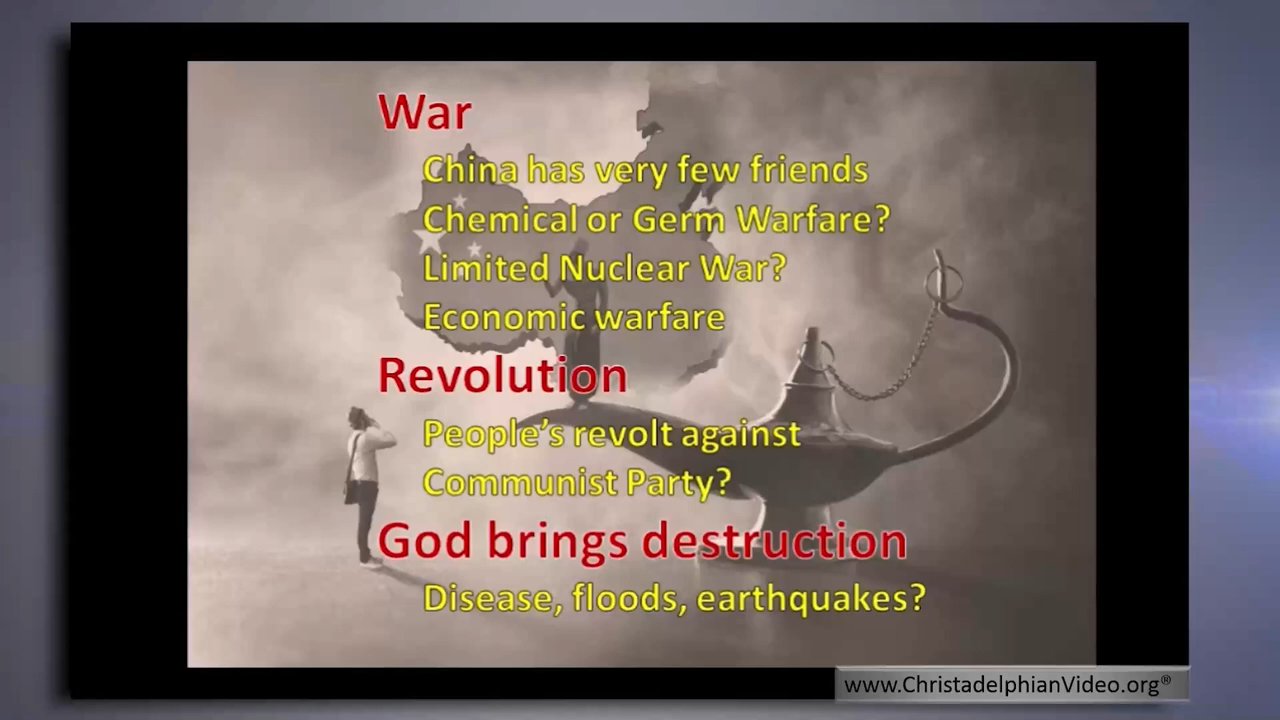 War
China has very few friends
Chemical or Germ Warfare?
Limited Nuclear War?
Economic warfare
Revolution
People’s revolt against
Communist Party?
God brings destruction
Disease, floods, earthquakes?
www.ChristadelphianVideo.org®